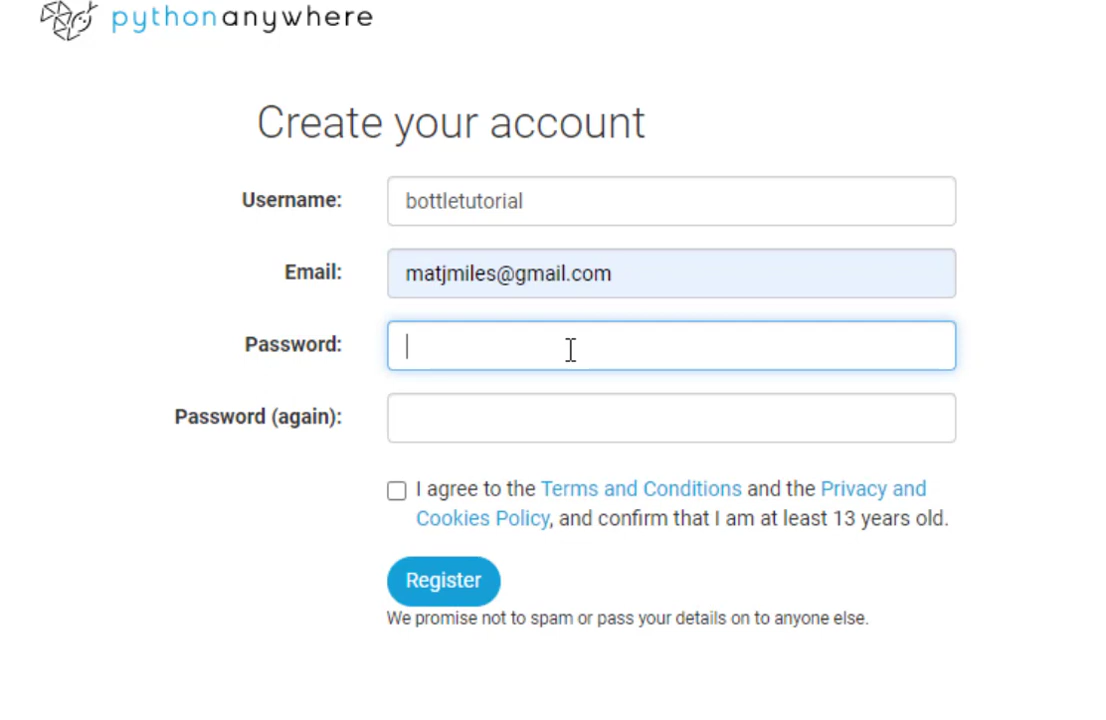 pythonanywhere
Create your account
Username:
bottletutorial
Email:
matjmiles@gmail.com
Password:
Password (again):
I agree to the Terms and Conditions and the Privacy and
Cookies Policy, and confirm that I am at least 13 years old.
Register
We promise not to spam or pass your details on to anyone else.